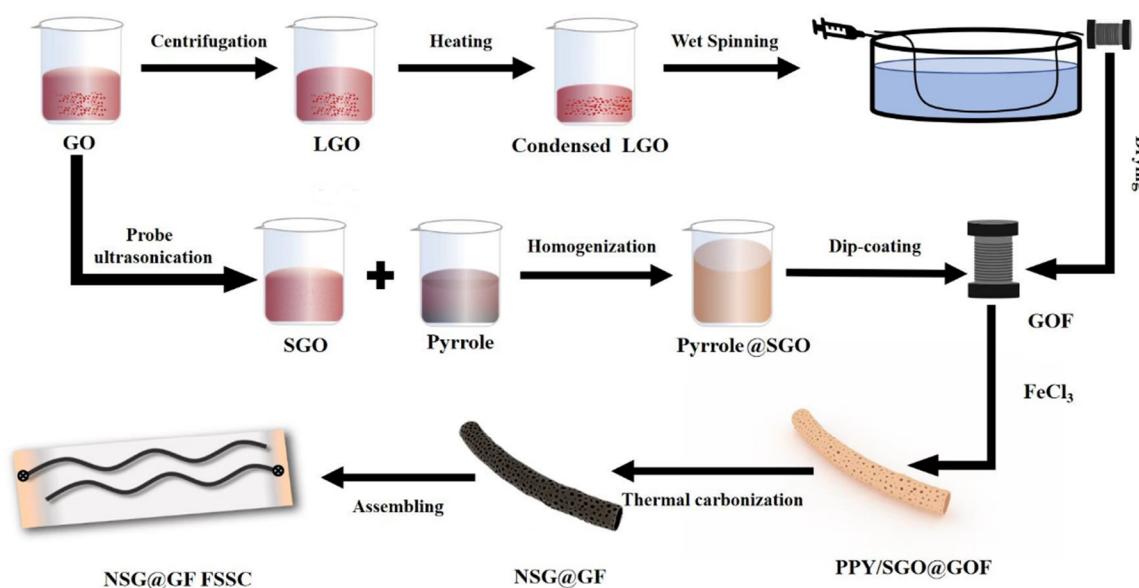 Centrifugation
Heating
Wet Spinning
GO
LGO
Condensed LGO
Probe
ultrasonication
Homogenization
Dip-coating
SGO
Pyrrole
Pyrrole@SGO
GOF
FeCl₃
Assembling
Thermal carbonization
NSG@GF FSSC
NSG@GF
PPY/SGO@GOF